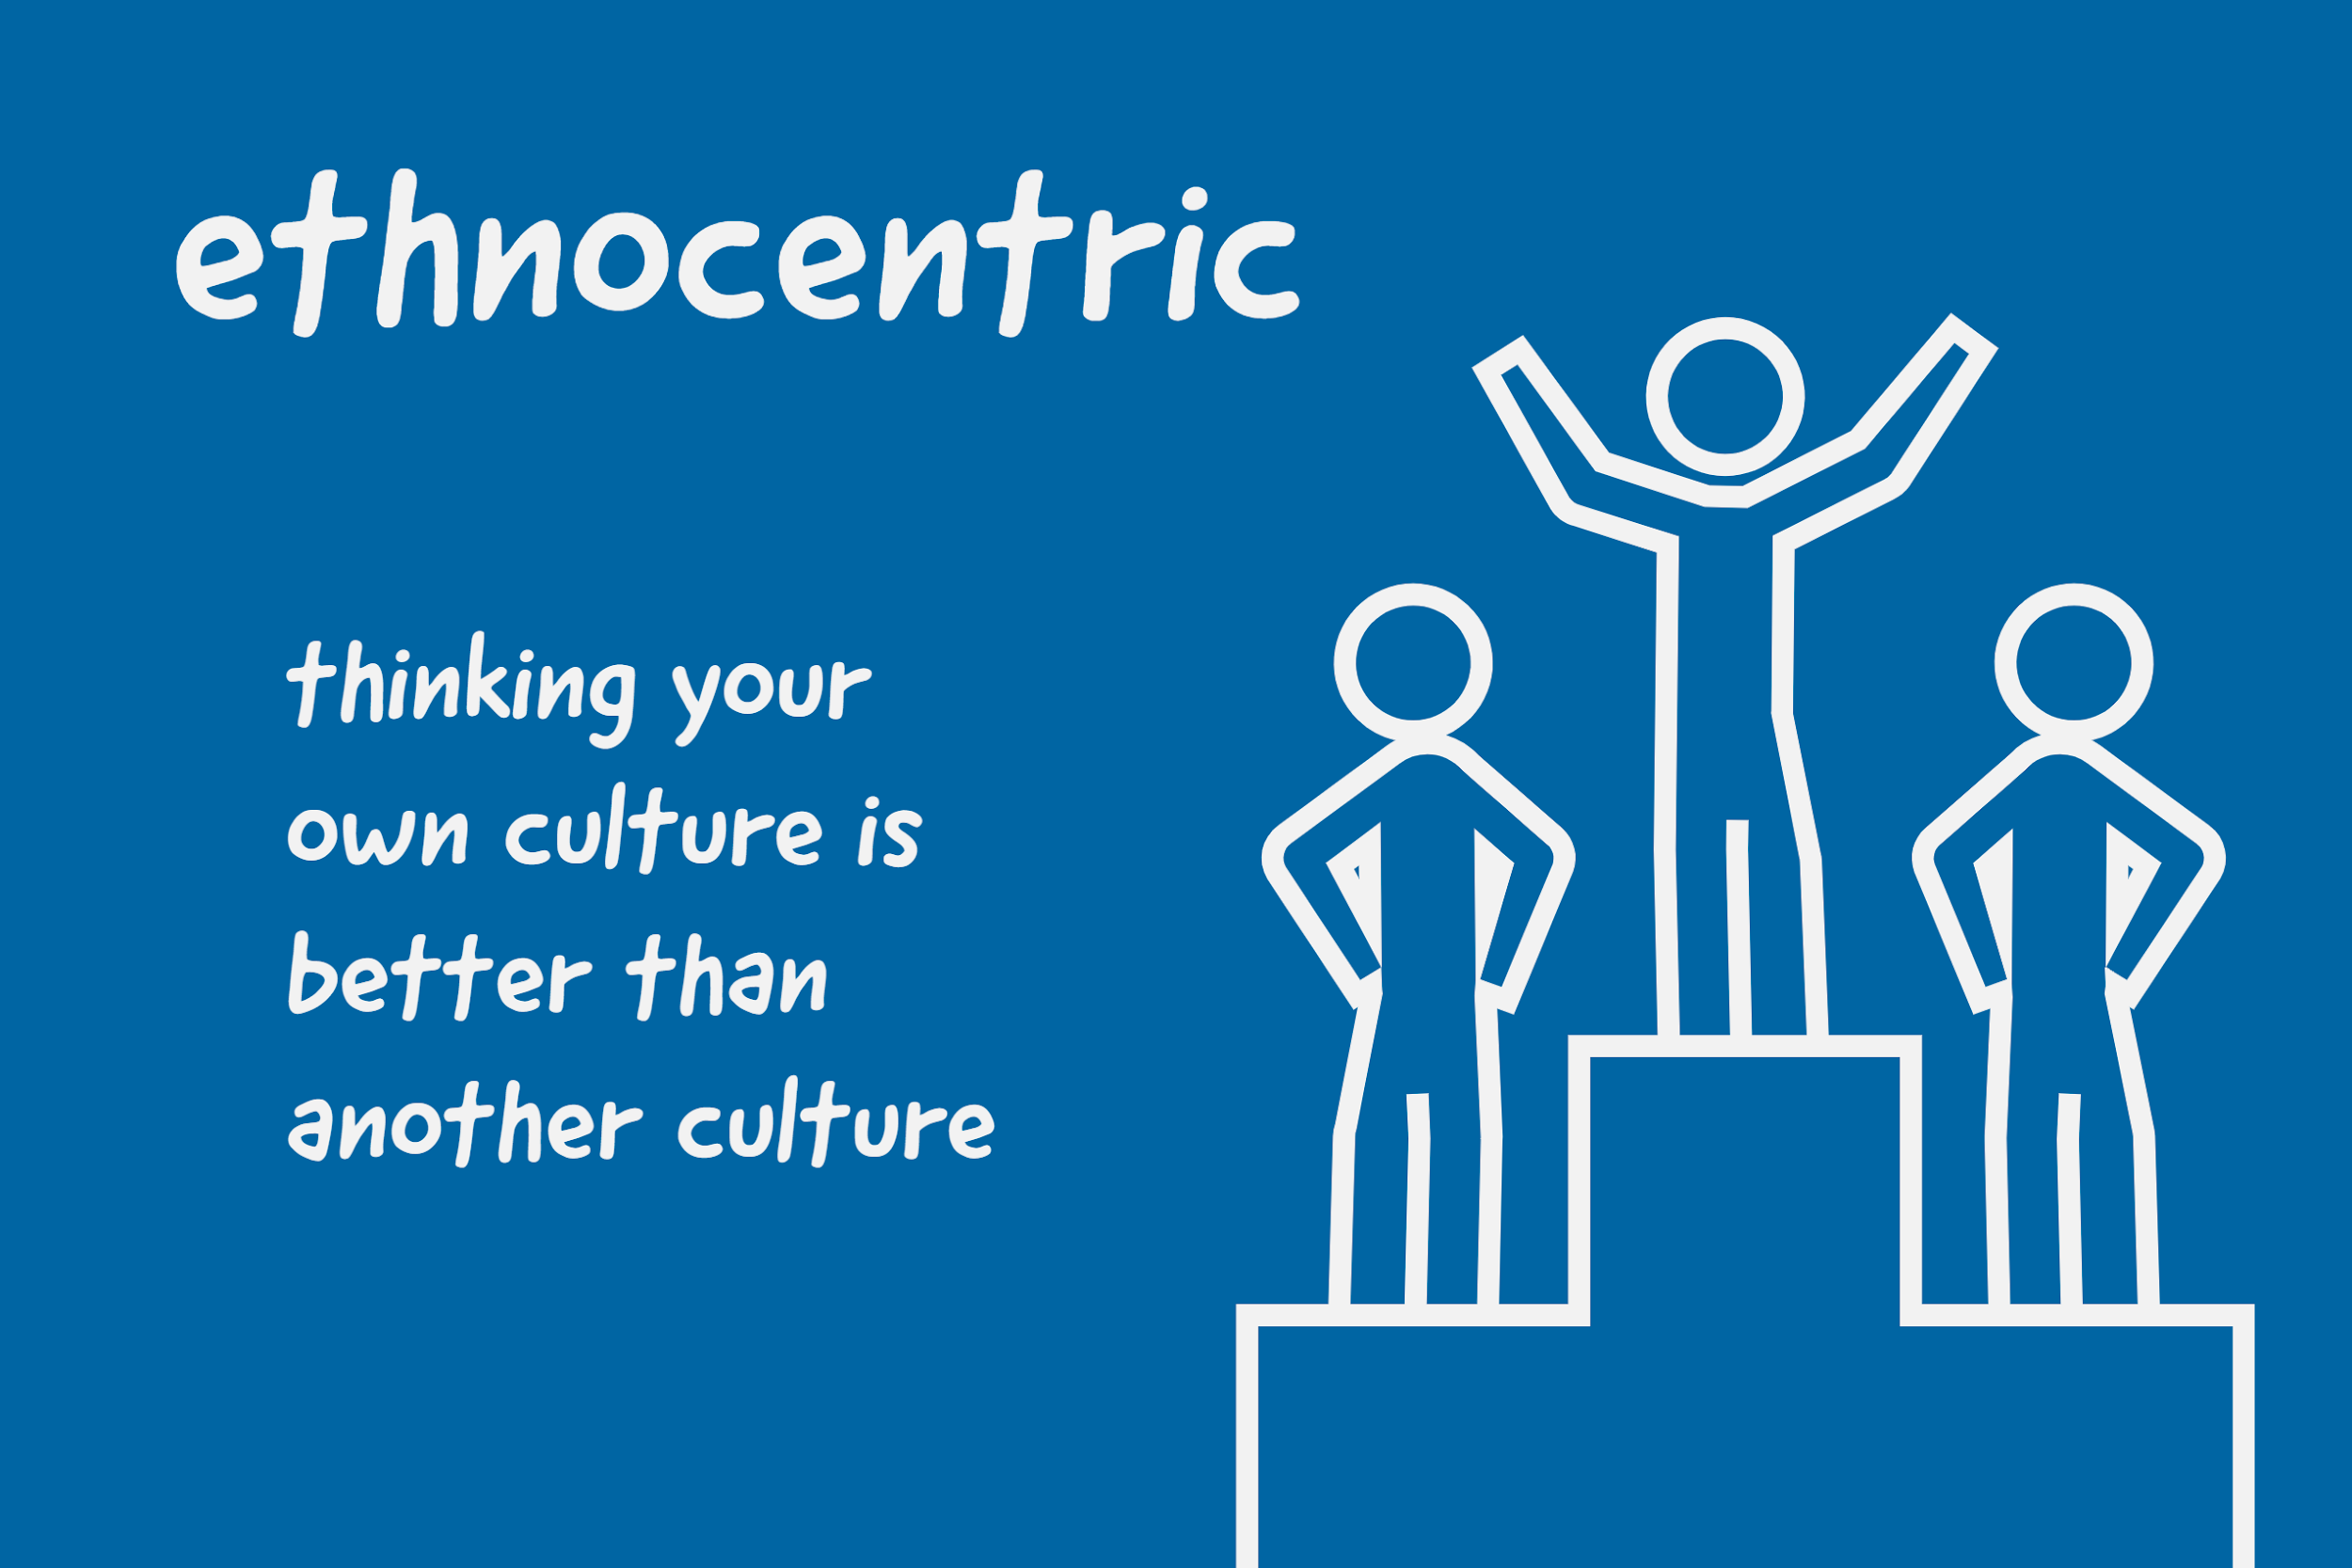 ethnocentric
thinking your
own culture is
better than
another culture